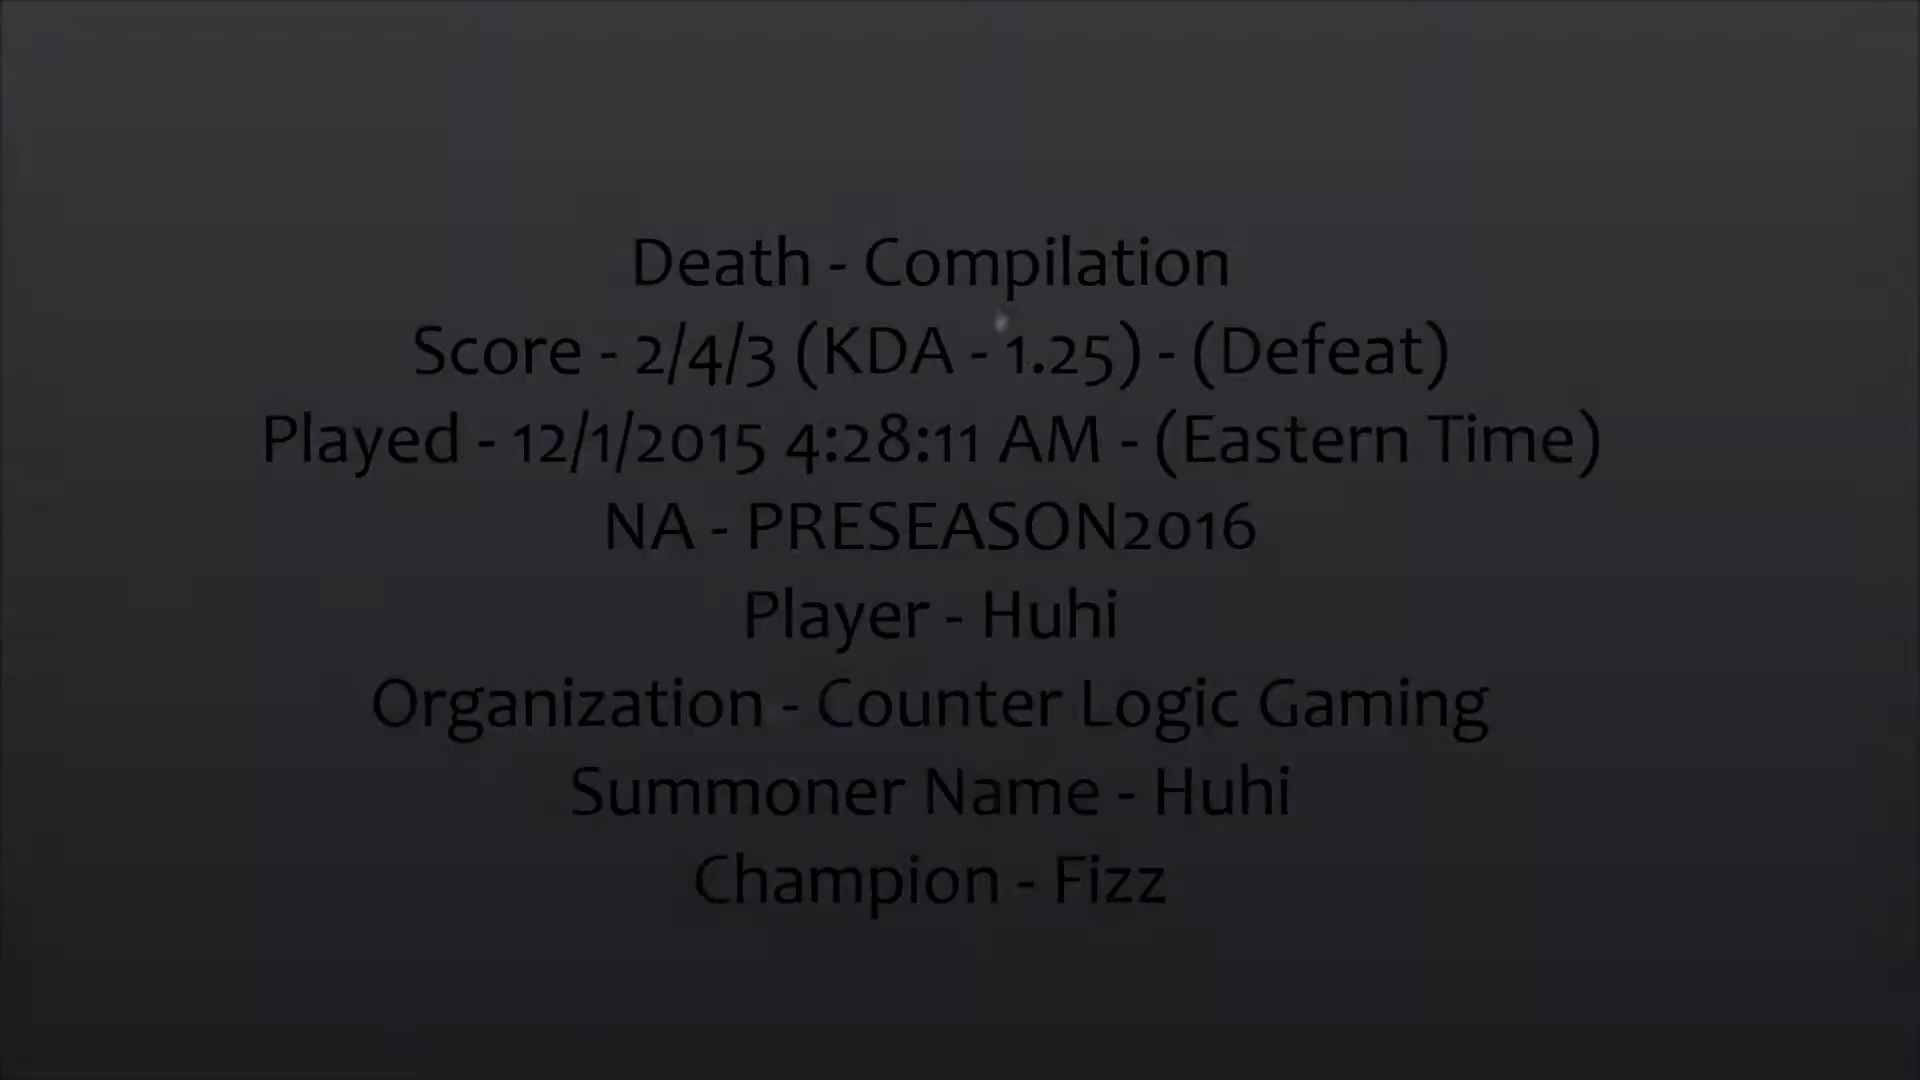 Death - Compilation
Score - 2/4/3 (KDA - 1.25) - (Defeat)
Played - 12/1/2015 4:28:11 AM - (Eastern Time)
NA - PRESEASON2016
Player - Huhi
Organization - Counter Logic Gaming
Summoner Name - Huhi
Champion - Fizz